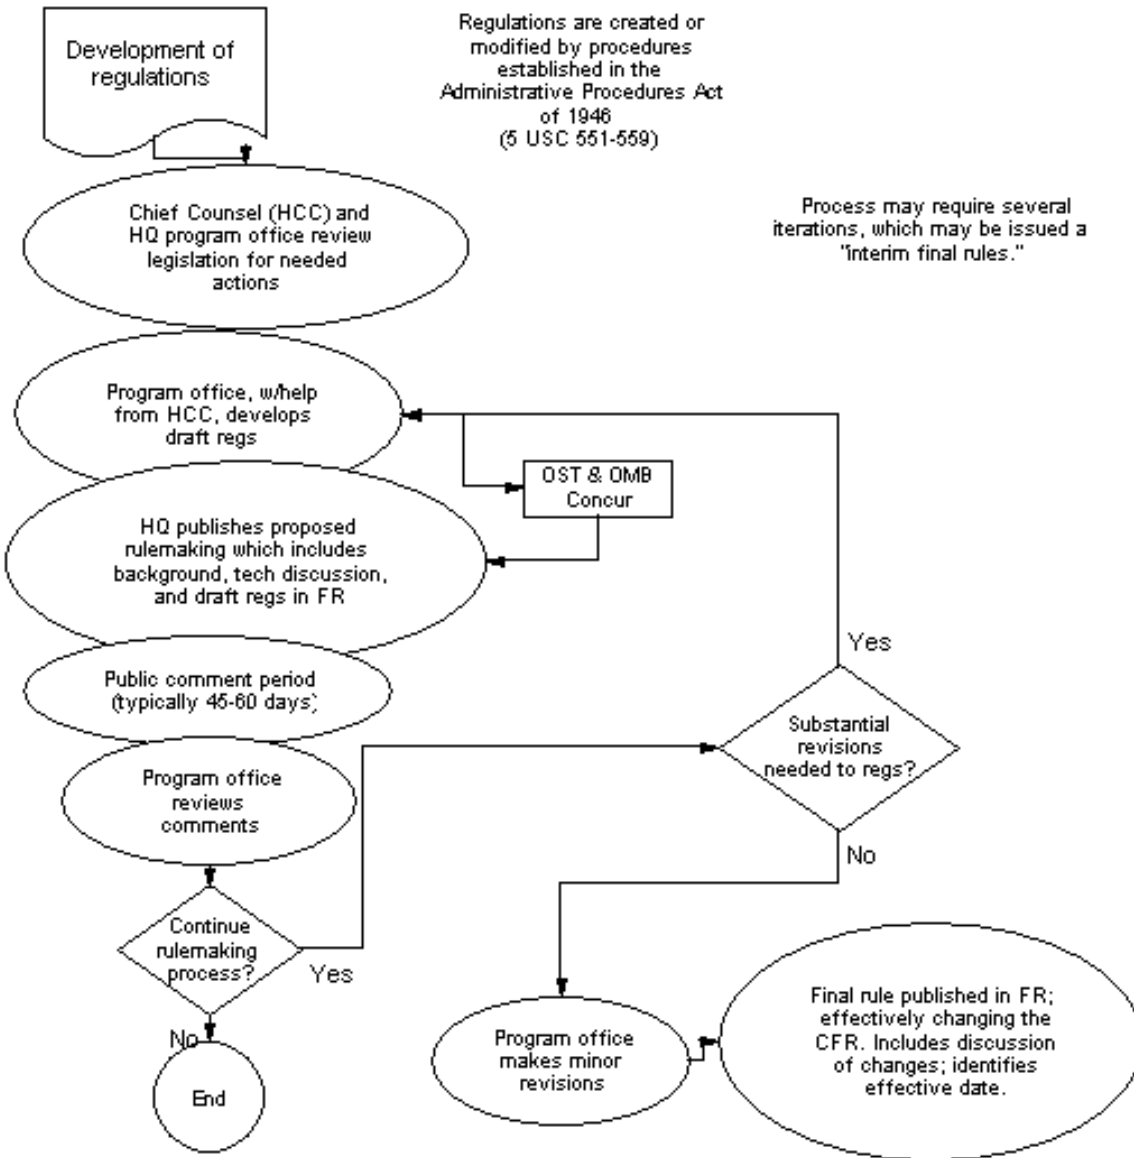 Development of
regulations
Regulations are created or
modified by procedures
established in the
Administrative Procedures Act
of 1946
(5 USC 551-559)
Chief Counsel (HCC) and
HQ program office review
legislation for needed
actions
Process may require several
iterations, which may be issued a
"interim final rules."
Program office, w/help
from HCC, develops
draft regs
OST & OMB
Concur
HQ publishes proposed
rulemaking which includes
background, tech discussion,
and draft regs in FR
Public comment period
(typically 45-60 days)
Yes
Substantial
revisions
needed to regs?
Program office
reviews
comments
No
Continue
rulemaking
process?
Yes
No
End
Program office
makes minor
revisions
Final rule published in FR;
effectively changing the
CFR. Includes discussion
of changes; identifies
effective date.